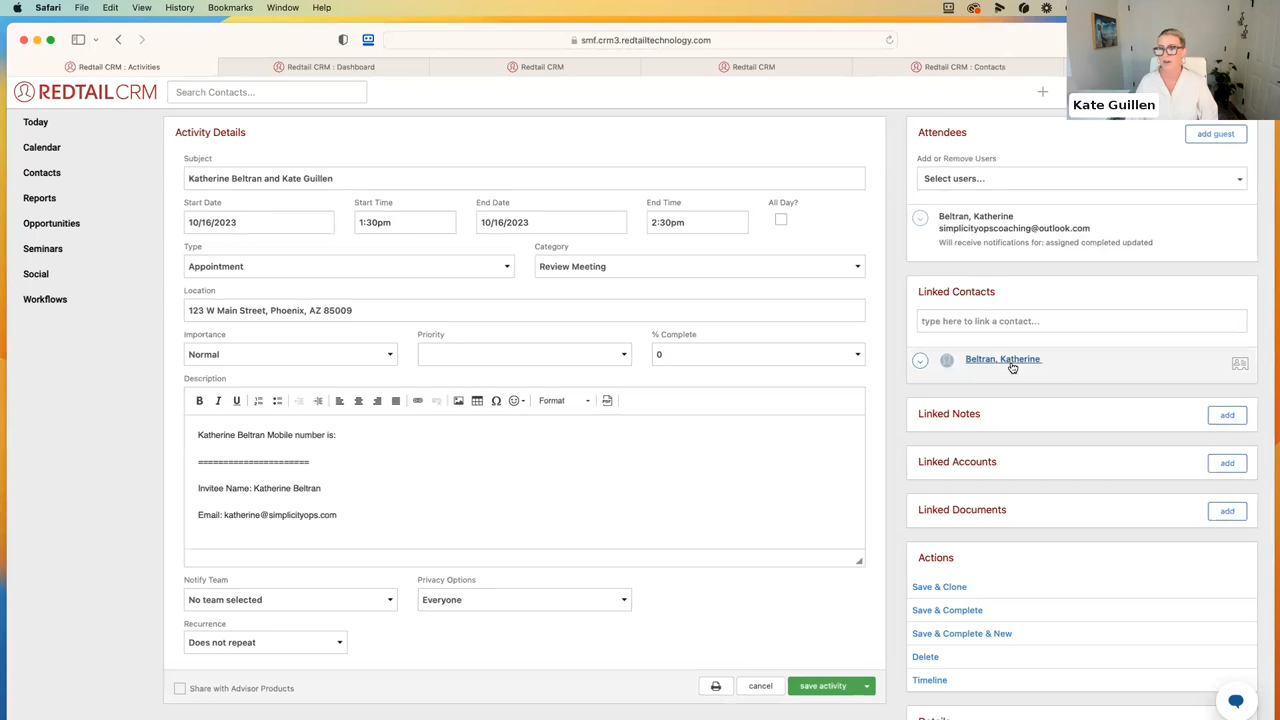 Safari File Edit View History Bookmarks Window Help
smf.crm3.redtailtechnology.com
Redtail CRM : Activities Redtail CRM : Dashboard Redtail CRM Redtail CRM Redtail CRM : Contacts
REDTAILCRM
Search Contacts...
Kate Guillen
Today
Calendar
Contacts
Reports
Opportunities
Seminars
Social
Workflows
Activity Details
Subject
Katherine Beltran and Kate Guillen
Start Date Start Time End Date End Time All Day?
10/16/2023 1:30pm 10/16/2023 2:30pm
Type Category
Appointment Review Meeting
Location
123 W Main Street, Phoenix, AZ 85009
Importance Priority % Complete
Normal 0
Description
B I U Format
Katherine Beltran Mobile number is:
======================
Invitee Name: Katherine Beltran
Email: katherine@simplicityops.com
Notify Team Privacy Options
No team selected Everyone
Recurrence
Does not repeat
Share with Advisor Products
cancel save activity
Attendees
add guest
Add or Remove Users
Select users...
Beltran, Katherine
simplicityopscoaching@outlook.com
Will receive notifications for: assigned completed updated
Linked Contacts
type here to link a contact...
Beltran, Katherine
Linked Notes add
Linked Accounts add
Linked Documents add
Actions
Save & Clone
Save & Complete
Save & Complete & New
Delete
Timeline